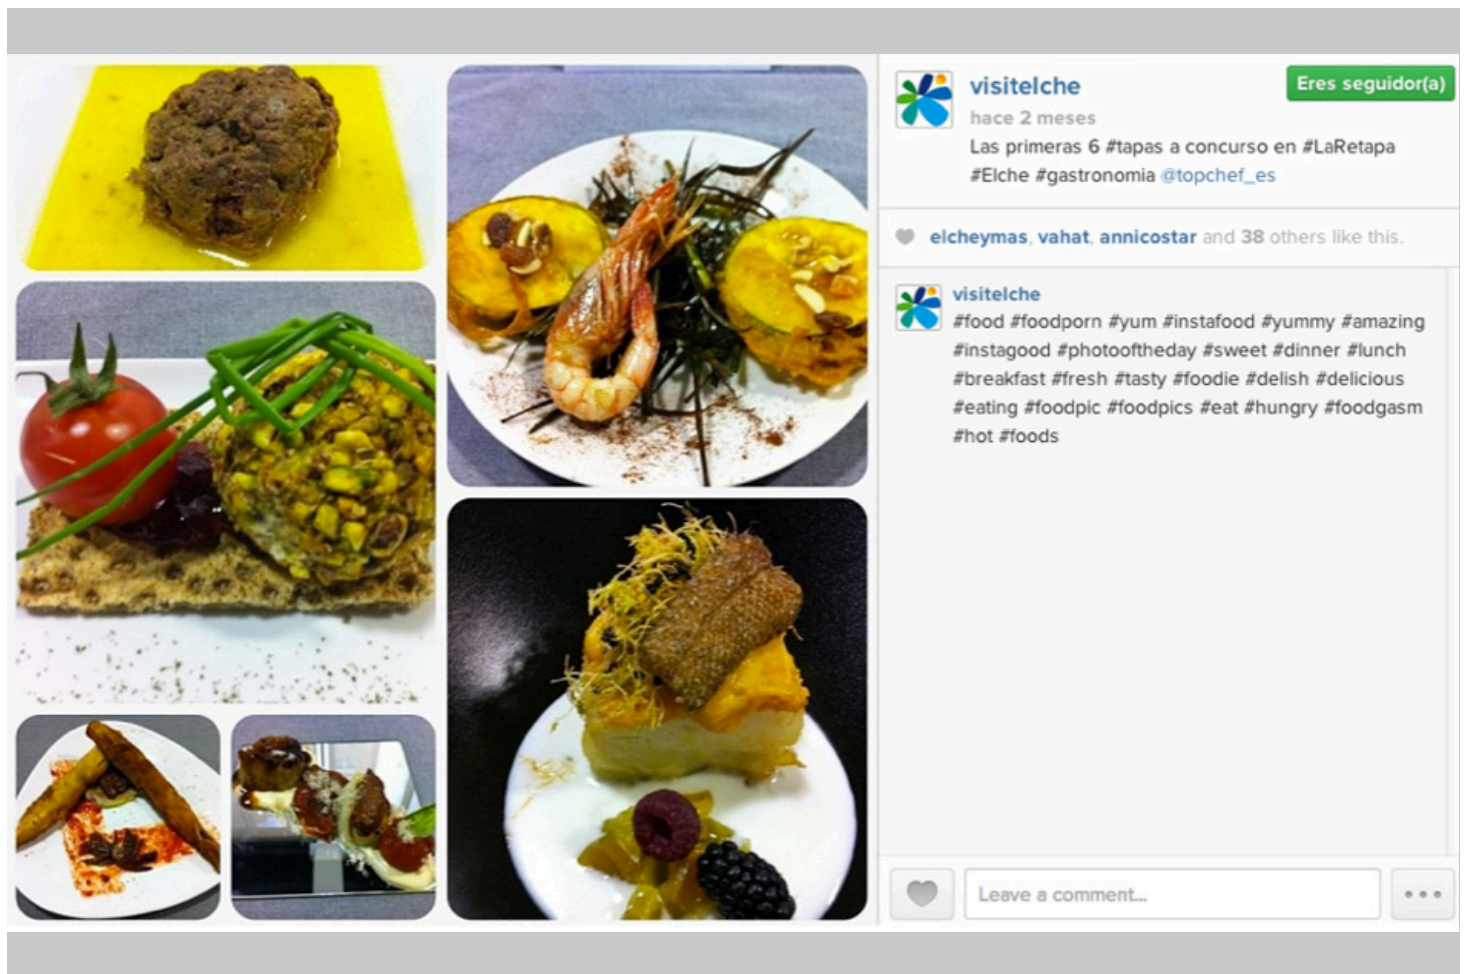 visitelche
Eres seguidor(a)
hace 2 meses
Las primeras 6 #tapas a concurso en #LaRetapa
#Elche #gastronomia @topchef_es
elcheymas, vahat, annicostar and 38 others like this.
visitelche
#food #foodporn #yum #instafood #yummy #amazing
#instagood #photooftheday #sweet #dinner #lunch
#breakfast #fresh #tasty #foodie #delish #delicious
#eating #foodpic #foodpics #eat #hungry #foodgasm
#hot #foods
Leave a comment...